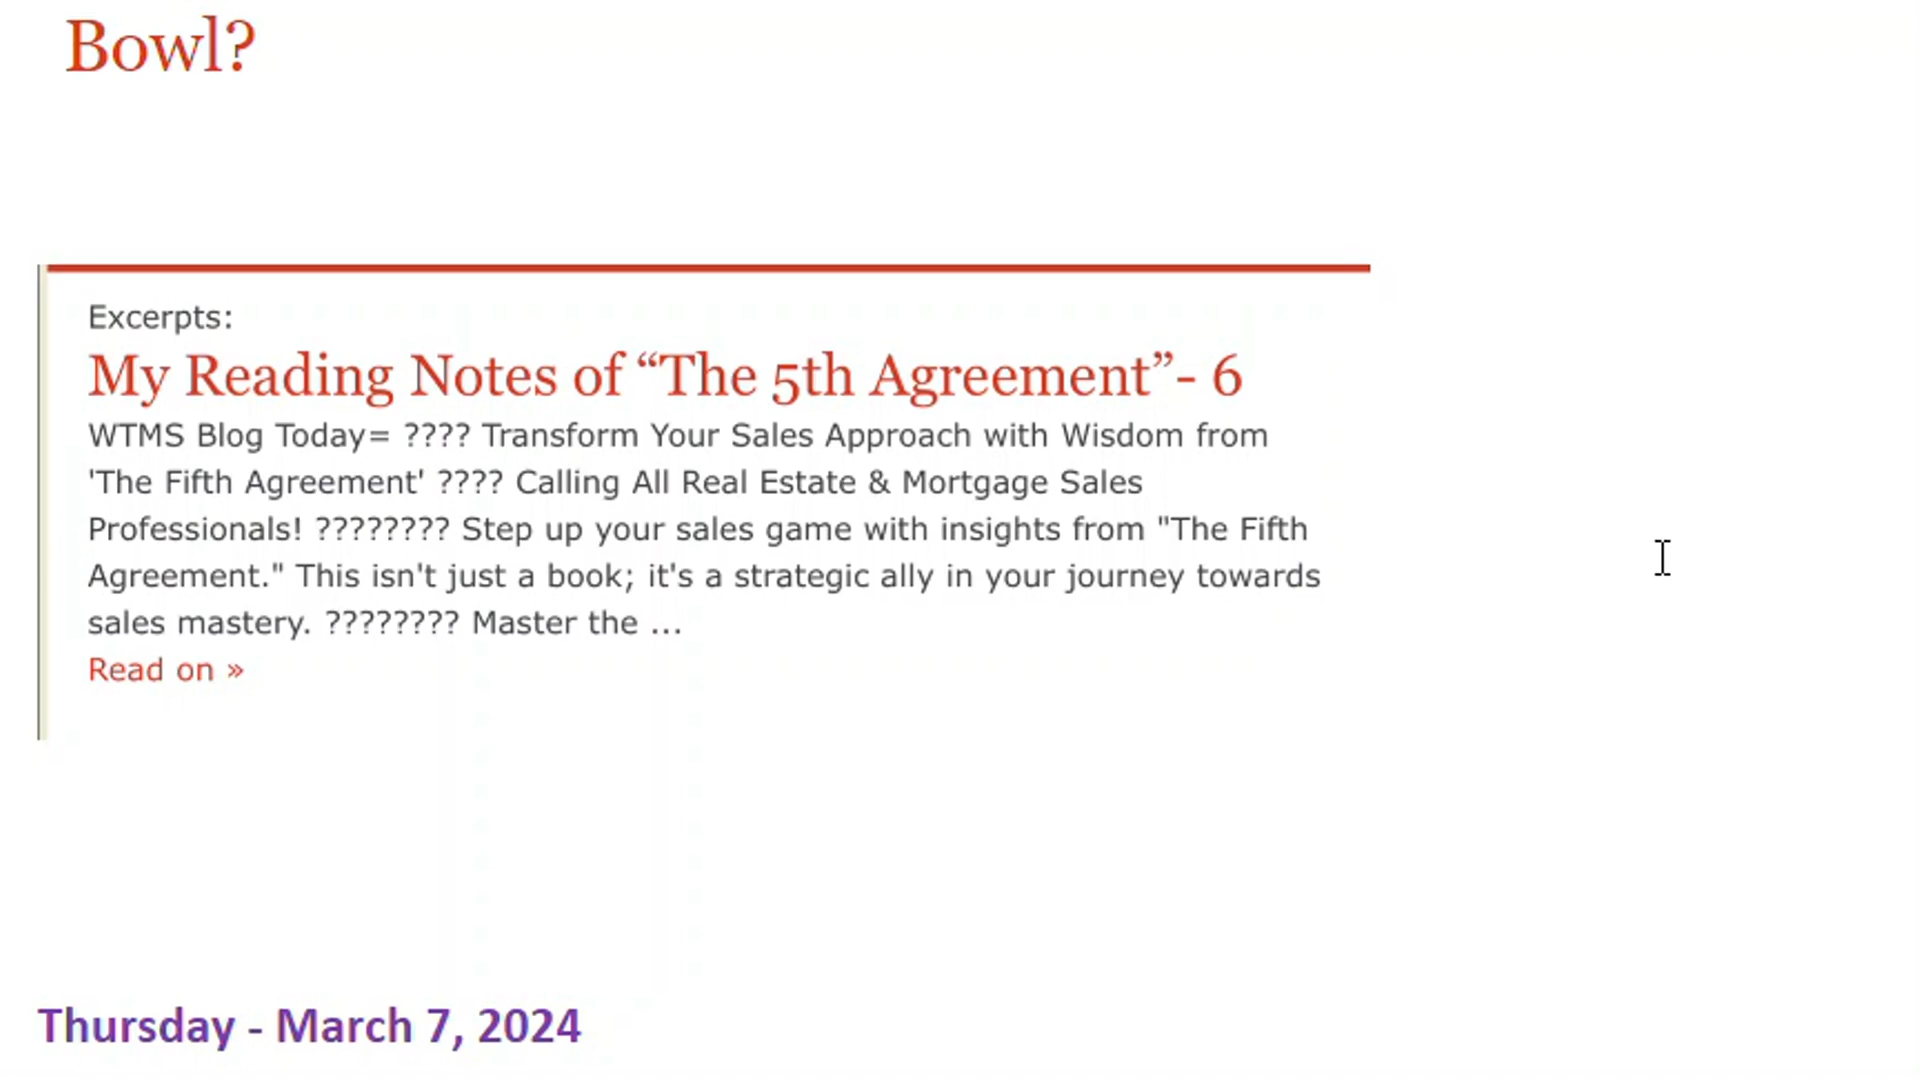 Bowl?
Excerpts:
My Reading Notes of “The 5th Agreement”- 6
WTMS Blog Today= ???? Transform Your Sales Approach with Wisdom from
'The Fifth Agreement' ???? Calling All Real Estate & Mortgage Sales
Professionals! ???????? Step up your sales game with insights from "The Fifth
Agreement." This isn't just a book; it's a strategic ally in your journey towards
sales mastery. ???????? Master the ...
Read on »
Thursday - March 7, 2024